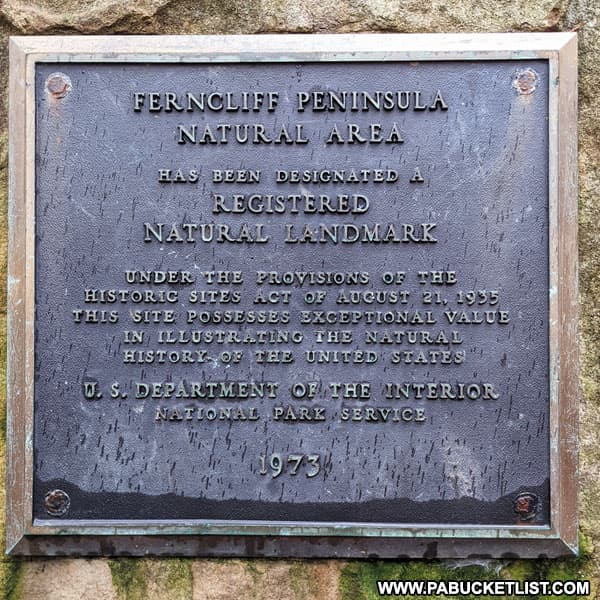 FERNCLIFF PENINSULA
NATURAL AREA
HAS BEEN DESIGNATED A
REGISTERED
NATURAL LANDMARK
UNDER THE PROVISIONS OF THE
HISTORIC SITES ACT OF AUGUST 21, 1935
THIS SITE POSSESSES EXCEPTIONAL VALUE
IN ILLUSTRATING THE NATURAL
HISTORY OF THE UNITED STATES
U. S. DEPARTMENT OF THE INTERIOR
NATIONAL PARK SERVICE
1973
WWW.PABUCKETLIST.COM